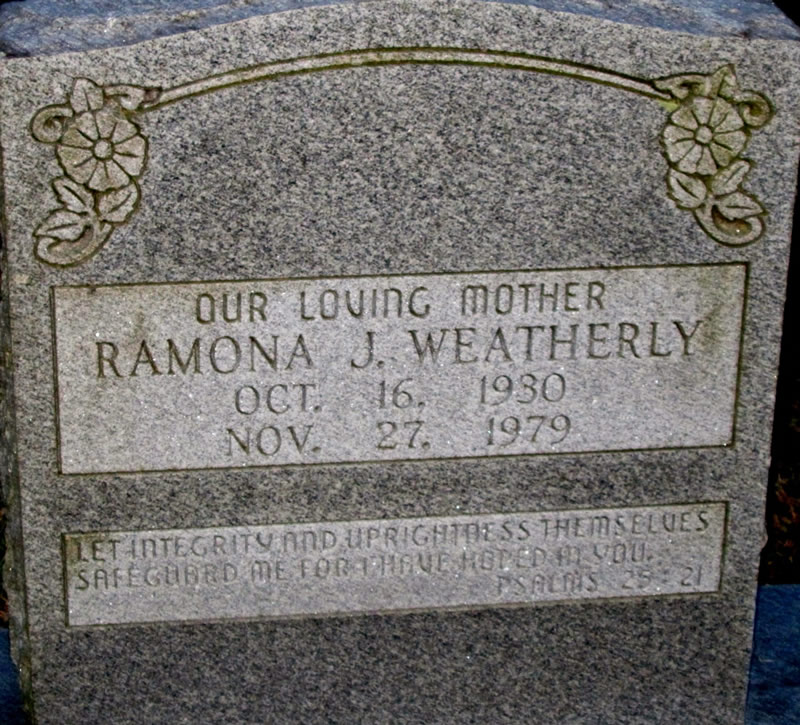 OUR LOVING MOTHER
RAMONA J. WEATHERLY
OCT. 16. 1930
NOV. 27. 1979
LET INTEGRITY AND UPRIGHTNESS THEMSELVES
SAFEGUARD ME FOR I HAVE HOPED IN YOU.
PSALMS 25:21